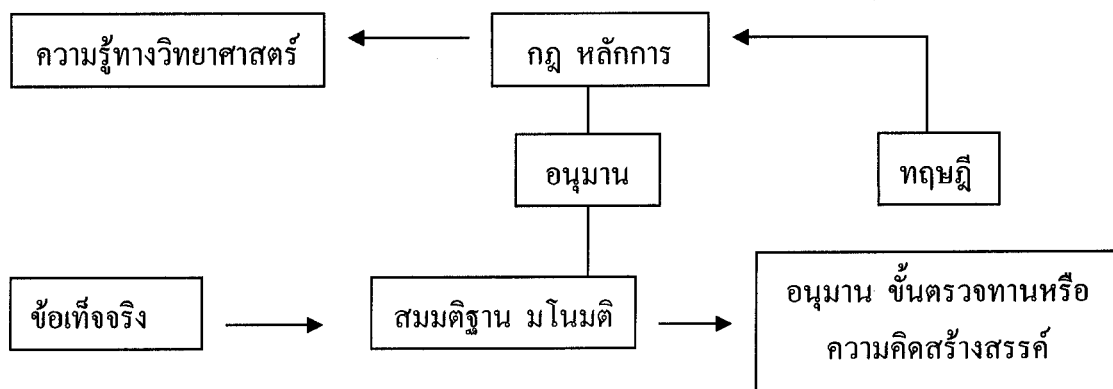 ความรู้ทางวิทยาศาสตร์
กฎ หลักการ
อนุมาน
ทฤษฎี
ข้อเท็จจริง
สมมติฐาน มโนมติ
อนุมาน ขั้นตรวจทานหรือ
ความคิดสร้างสรรค์